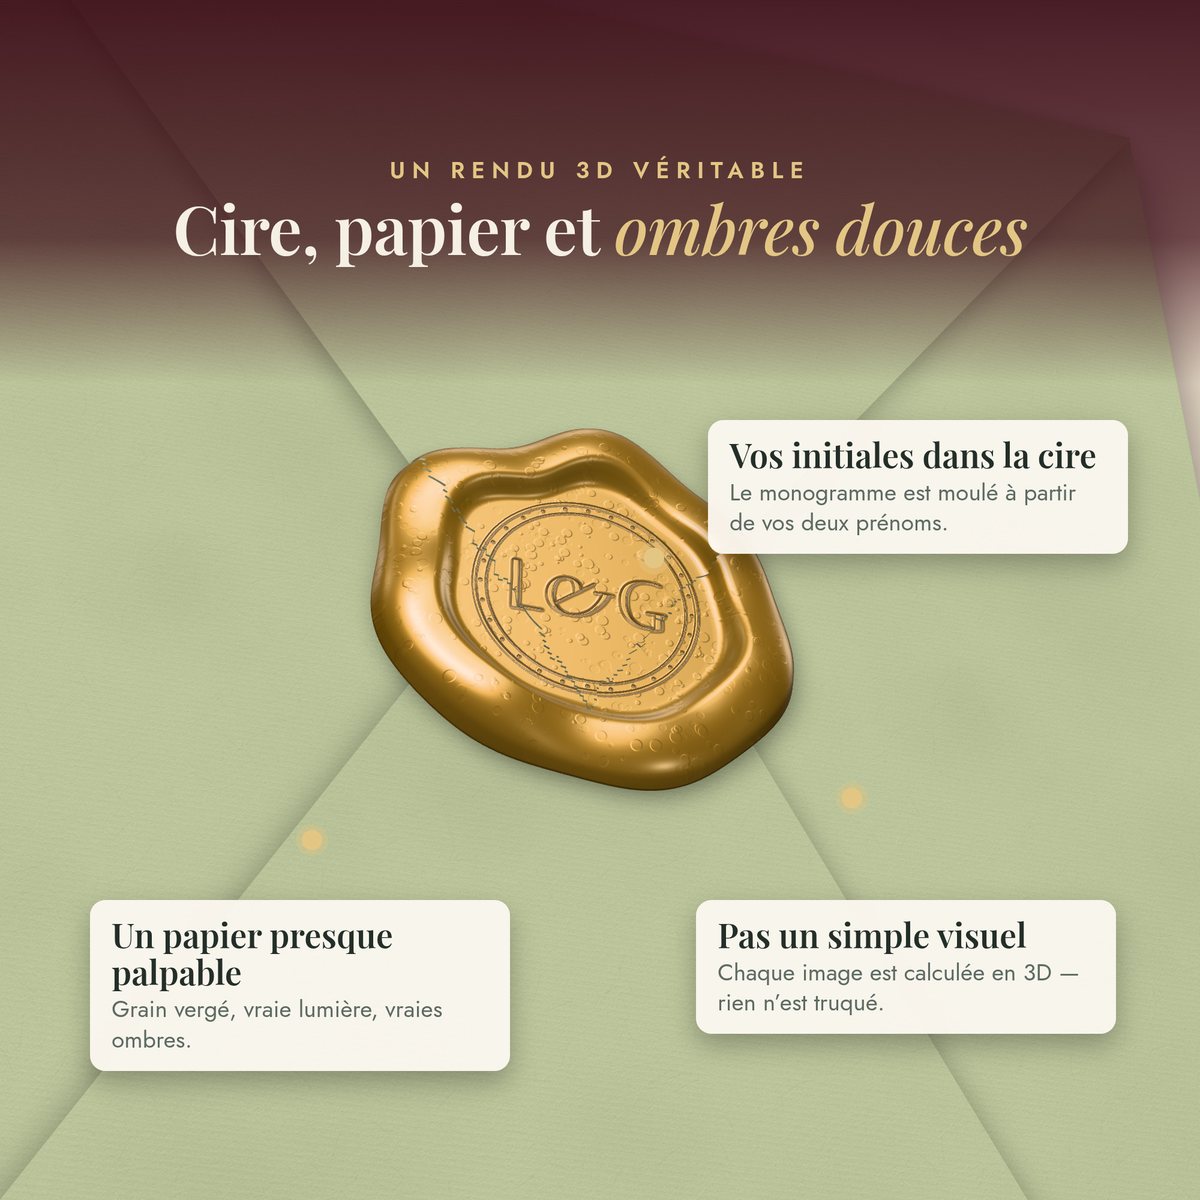 UN RENDU 3D VÉRITABLE
Cire, papier et ombres douces
Vos initiales dans la cire
Le monogramme est moulé à partir
de vos deux prénoms.
L&G
Un papier presque
palpable
Grain vergé, vraie lumière, vraies
ombres.
Pas un simple visuel
Chaque image est calculée en 3D —
rien n’est truqué.